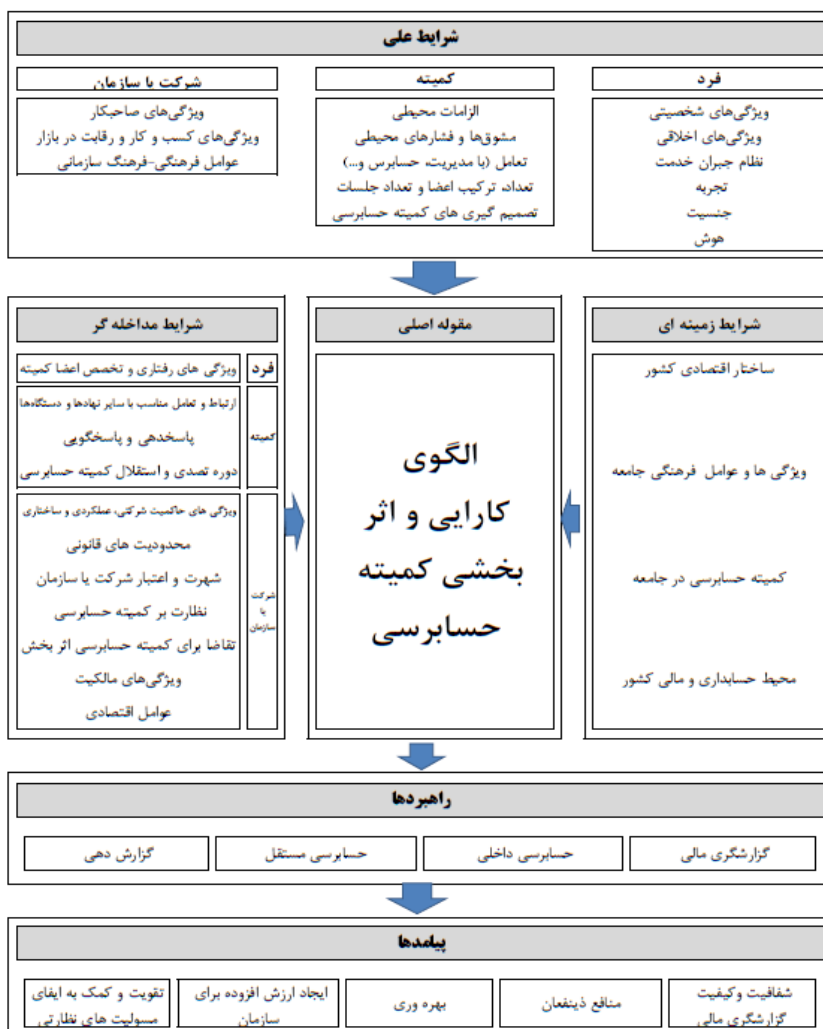 شرایط علی
فرد
ویژگی‌های شخصیتی
ویژگی‌های اخلاقی
نظام جبران خدمت
تجربه
جنسیت
هوش
کمیته
الزامات محیطی
مشوق‌ها و فشارهای محیطی
تعامل (با مدیریت، حسابرس و...)
تعداد، ترکیب اعضا و تعداد جلسات
تصمیم گیری های کمیته حسابرسی
شرکت یا سازمان
ویژگی‌های صاحبکار
ویژگی‌های کسب و کار و رقابت در بازار
عوامل فرهنگی-فرهنگ سازمانی
شرایط زمینه ای
ساختار اقتصادی کشور
ویژگی ها و عوامل فرهنگی جامعه
کمیته حسابرسی در جامعه
محیط حسابداری و مالی کشور
مقوله اصلی
الگوی
کارایی و اثر
بخشی کمیته
حسابرسی
شرایط مداخله گر
فرد
ویژگی های رفتاری و تخصص اعضا کمیته
کمیته
ارتباط و تعامل مناسب با سایر نهادها و دستگاه‌ها
پاسخدهی و پاسخگویی
دوره تصدی و استقلال کمیته حسابرسی
شرکت
یا
سازمان
ویژگی های حاکمیت شرکتی، عملکردی و ساختاری
محدودیت های قانونی
شهرت و اعتبار شرکت یا سازمان
نظارت بر کمیته حسابرسی
تقاضا برای کمیته حسابرسی اثر بخش
ویژگی‌های مالکیت
عوامل اقتصادی
راهبردها
گزارشگری مالی
حسابرسی داخلی
حسابرسی مستقل
گزارش دهی
پیامدها
شفافیت وکیفیت
گزارشگری مالی
منافع ذینفعان
بهره وری
ایجاد ارزش افزوده برای
سازمان
تقویت و کمک به ایفای
مسولیت های نظارتی